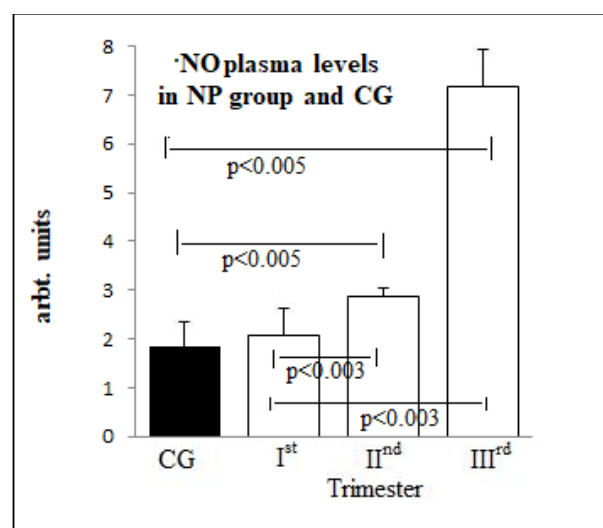 ·NO plasma levels
in NP group and CG
8
7
6
5
4
3
2
1
0
arbt. units
p<0.005
p<0.005
p<0.003
p<0.003
CG
Iˢᵗ
IIⁿᵈ
IIIʳᵈ
Trimester